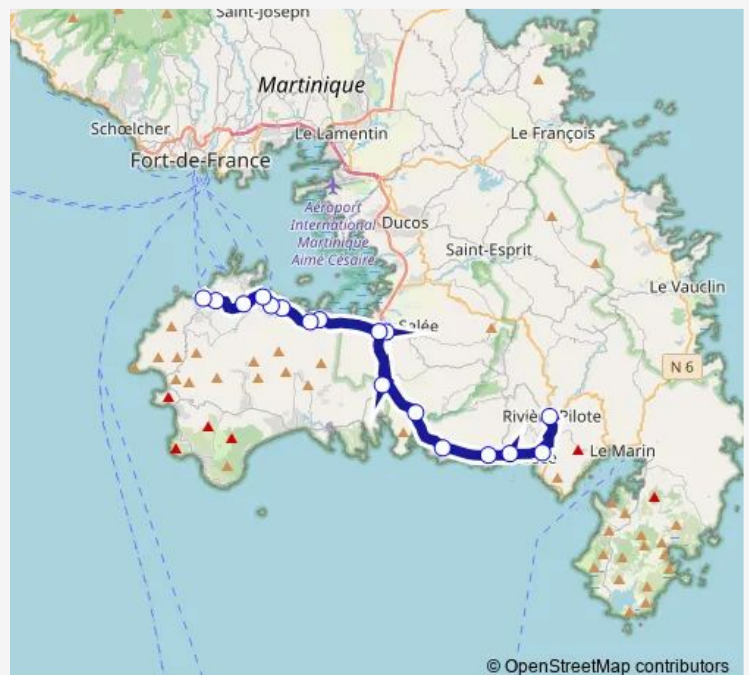 Saint-Joseph
Martinique
Schœlcher
Le Lamentin
Le François
Fort-de-France
Aéroport
International
Martinique
Aimé Césaire
Ducos
Saint-Esprit
Le Vauclin
Salée
N 6
Pilote
Le Marin
© OpenStreetMap contributors